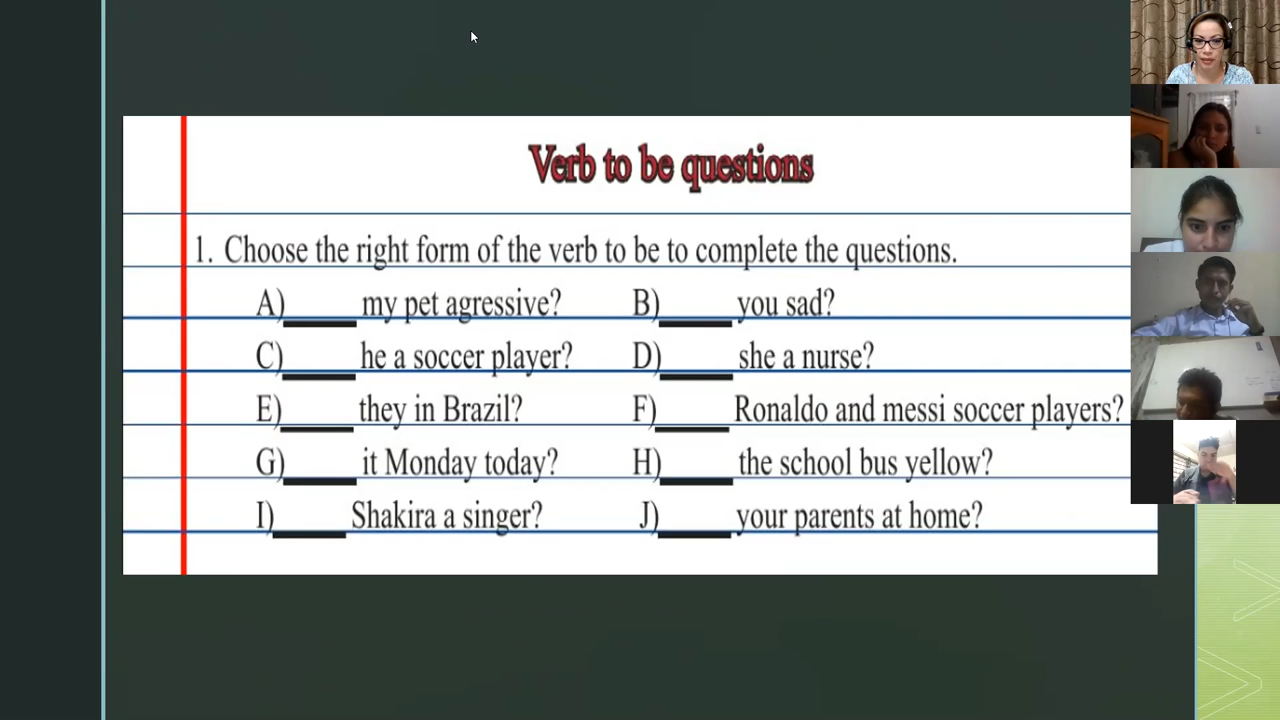 Verb to be questions
1. Choose the right form of the verb to be to complete the questions.
A)_____ my pet agressive? B)_____ you sad?
C)_____ he a soccer player? D)_____ she a nurse?
E)_____ they in Brazil? F)_____ Ronaldo and messi soccer players?
G)_____ it Monday today? H)_____ the school bus yellow?
I)_____ Shakira a singer? J)_____ your parents at home?